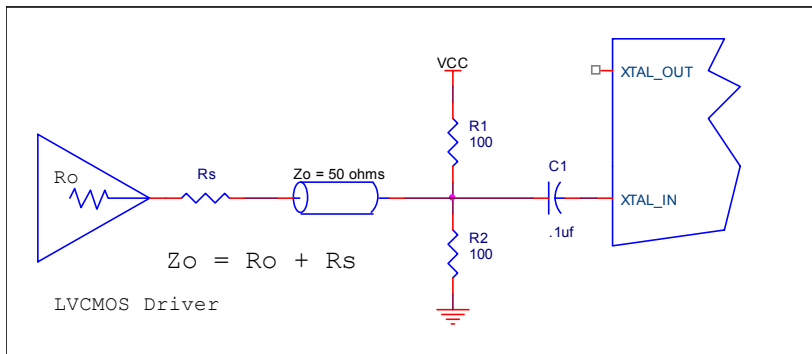 VCC
XTAL_OUT
R1
100
Ro
Rs
Zo = 50 ohms
C1
XTAL_IN
.1uf
R2
100
Zo = Ro + Rs
LVCMOS Driver